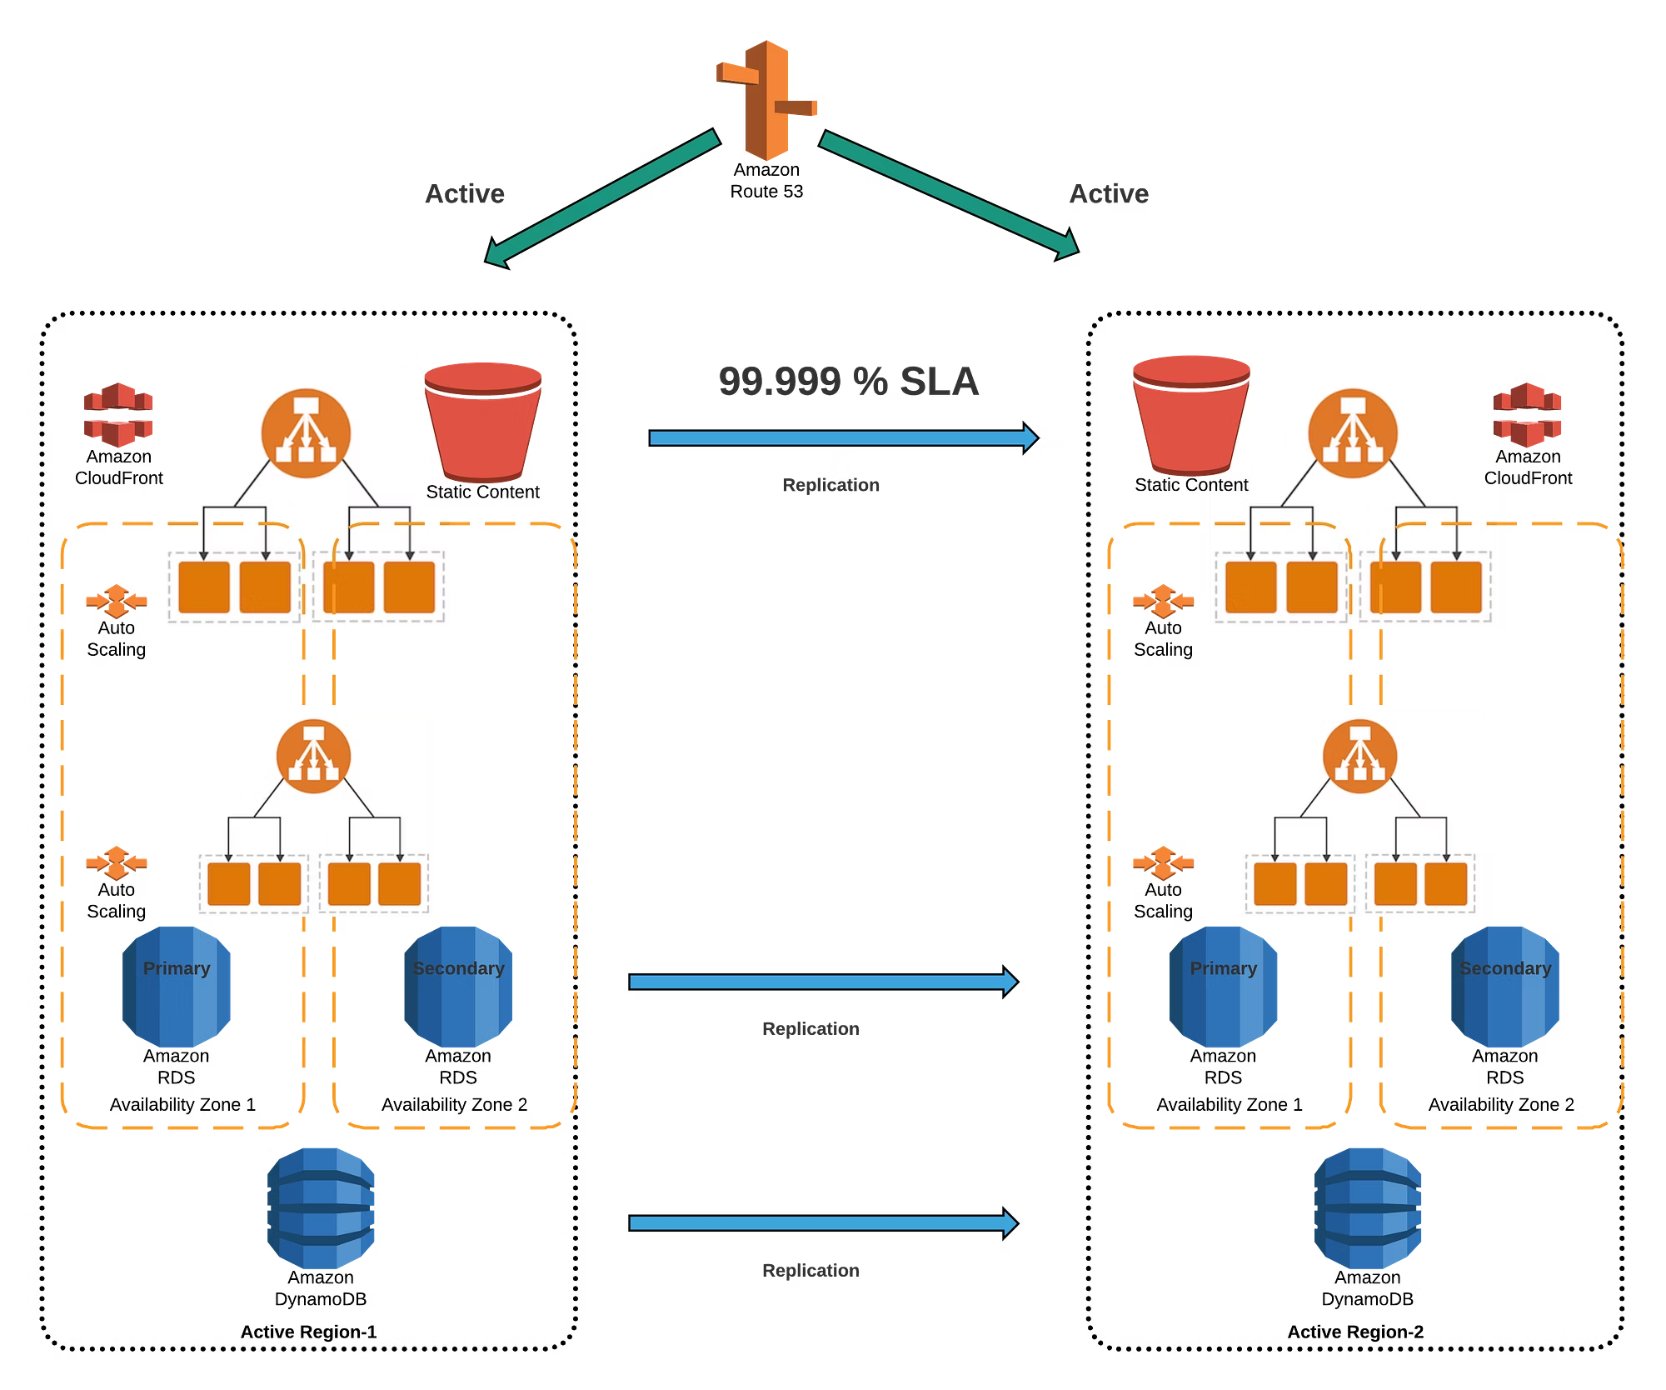 Amazon
Route 53
Active
Active
99.999 % SLA
Replication
Amazon
CloudFront
Static Content
Static Content
Amazon
CloudFront
Auto
Scaling
Auto
Scaling
Auto
Scaling
Auto
Scaling
Primary
Secondary
Primary
Secondary
Replication
Amazon
RDS
Amazon
RDS
Amazon
RDS
Amazon
RDS
Availability Zone 1
Availability Zone 2
Availability Zone 1
Availability Zone 2
Replication
Amazon
DynamoDB
Amazon
DynamoDB
Active Region-1
Active Region-2